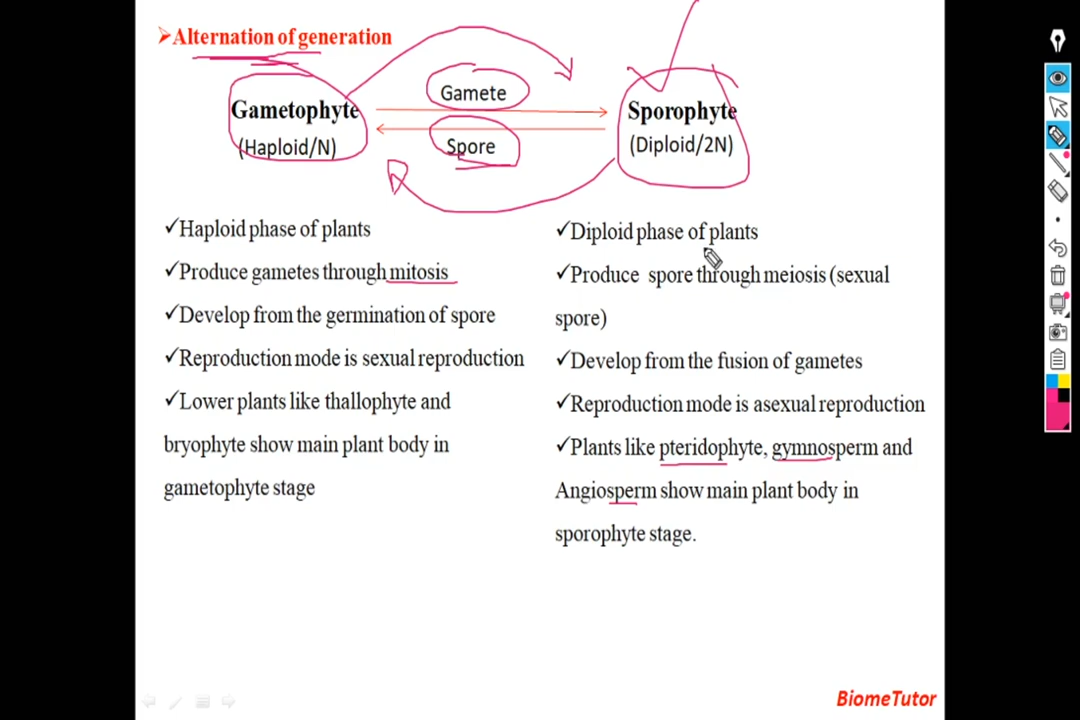 Alternation of generation
Gametophyte
(Haploid/N)
Gamete
Spore
Sporophyte
(Diploid/2N)
✓Haploid phase of plants
✓Produce gametes through mitosis
✓Develop from the germination of spore
✓Reproduction mode is sexual reproduction
✓Lower plants like thallophyte and
bryophyte show main plant body in
gametophyte stage
✓Diploid phase of plants
✓Produce spore through meiosis (sexual
spore)
✓Develop from the fusion of gametes
✓Reproduction mode is asexual reproduction
✓Plants like pteridophyte, gymnosperm and
Angiosperm show main plant body in
sporophyte stage.
BiomeTutor